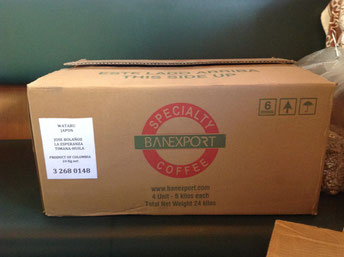 ESTE LADO ARRIBA
THIS SIDE UP
SPECIALTY
BANEXPORT
COFFEE
6
WATARU
JAPON
JOSE ROLANDO
LA ESPERANZA
TIMANA-HUILA
PRODUCT OF COLOMBIA
24 Kg net
3 268 0148
www.banexport.com
4 Unit - 6 kilos each
Total Net Weight 24 kilos